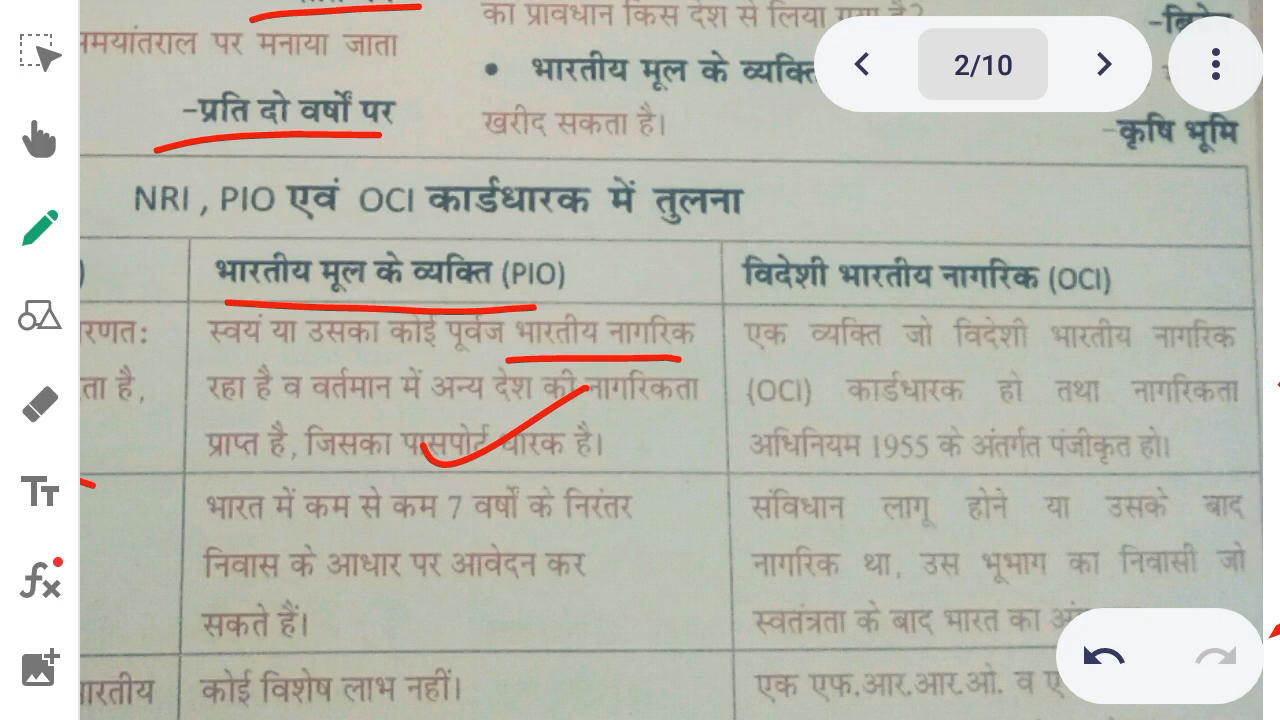 का प्रावधान किस देश से लिया गया है?
समयांतराल पर मनाया जाता
• भारतीय मूल के व्यक्ति
-प्रति दो वर्षों पर
खरीद सकता है।
-कृषि भूमि
2/10
NRI , PIO एवं OCI कार्डधारक में तुलना
)
भारतीय मूल के व्यक्ति (PIO)
विदेशी भारतीय नागरिक (OCI)
स्वयं या उसका कोई पूर्वज भारतीय नागरिक
रहा है व वर्तमान में अन्य देश की नागरिकता
प्राप्त है, जिसका पासपोर्ट धारक है।
एक व्यक्ति जो विदेशी भारतीय नागरिक
(OCI) कार्डधारक हो तथा नागरिकता
अधिनियम 1955 के अंतर्गत पंजीकृत हो।
रणतः
ता है,
भारत में कम से कम 7 वर्षों के निरंतर
निवास के आधार पर आवेदन कर
सकते हैं।
संविधान लागू होने या उसके बाद
नागरिक था, उस भूभाग का निवासी जो
स्वतंत्रता के बाद भारत का
ारतीय
कोई विशेष लाभ नहीं।
एक एफ.आर.आर.ओ. व
Tт
fx